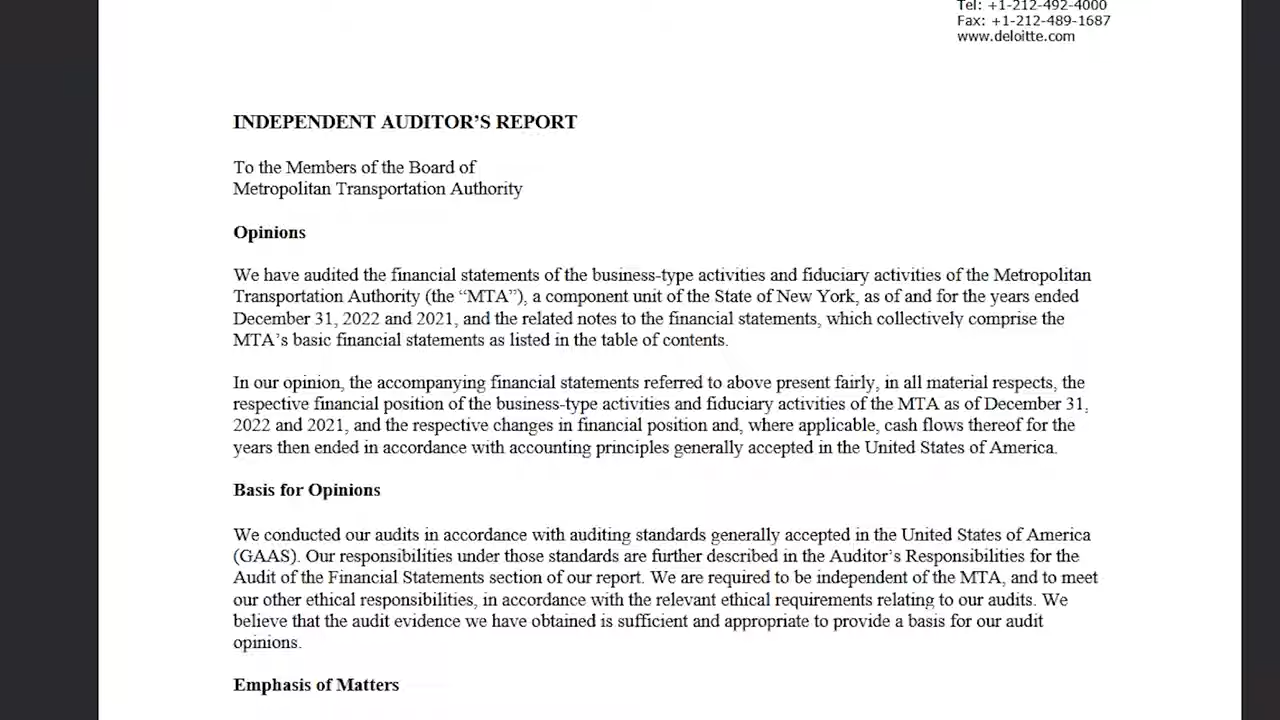 Tel: +1-212-492-4000
Fax: +1-212-489-1687
www.deloitte.com
INDEPENDENT AUDITOR’S REPORT
To the Members of the Board of
Metropolitan Transportation Authority
Opinions
We have audited the financial statements of the business-type activities and fiduciary activities of the Metropolitan
Transportation Authority (the “MTA”), a component unit of the State of New York, as of and for the years ended
December 31, 2022 and 2021, and the related notes to the financial statements, which collectively comprise the
MTA’s basic financial statements as listed in the table of contents.
In our opinion, the accompanying financial statements referred to above present fairly, in all material respects, the
respective financial position of the business-type activities and fiduciary activities of the MTA as of December 31,
2022 and 2021, and the respective changes in financial position and, where applicable, cash flows thereof for the
years then ended in accordance with accounting principles generally accepted in the United States of America.
Basis for Opinions
We conducted our audits in accordance with auditing standards generally accepted in the United States of America
(GAAS). Our responsibilities under those standards are further described in the Auditor’s Responsibilities for the
Audit of the Financial Statements section of our report. We are required to be independent of the MTA, and to meet
our other ethical responsibilities, in accordance with the relevant ethical requirements relating to our audits. We
believe that the audit evidence we have obtained is sufficient and appropriate to provide a basis for our audit
opinions.
Emphasis of Matters